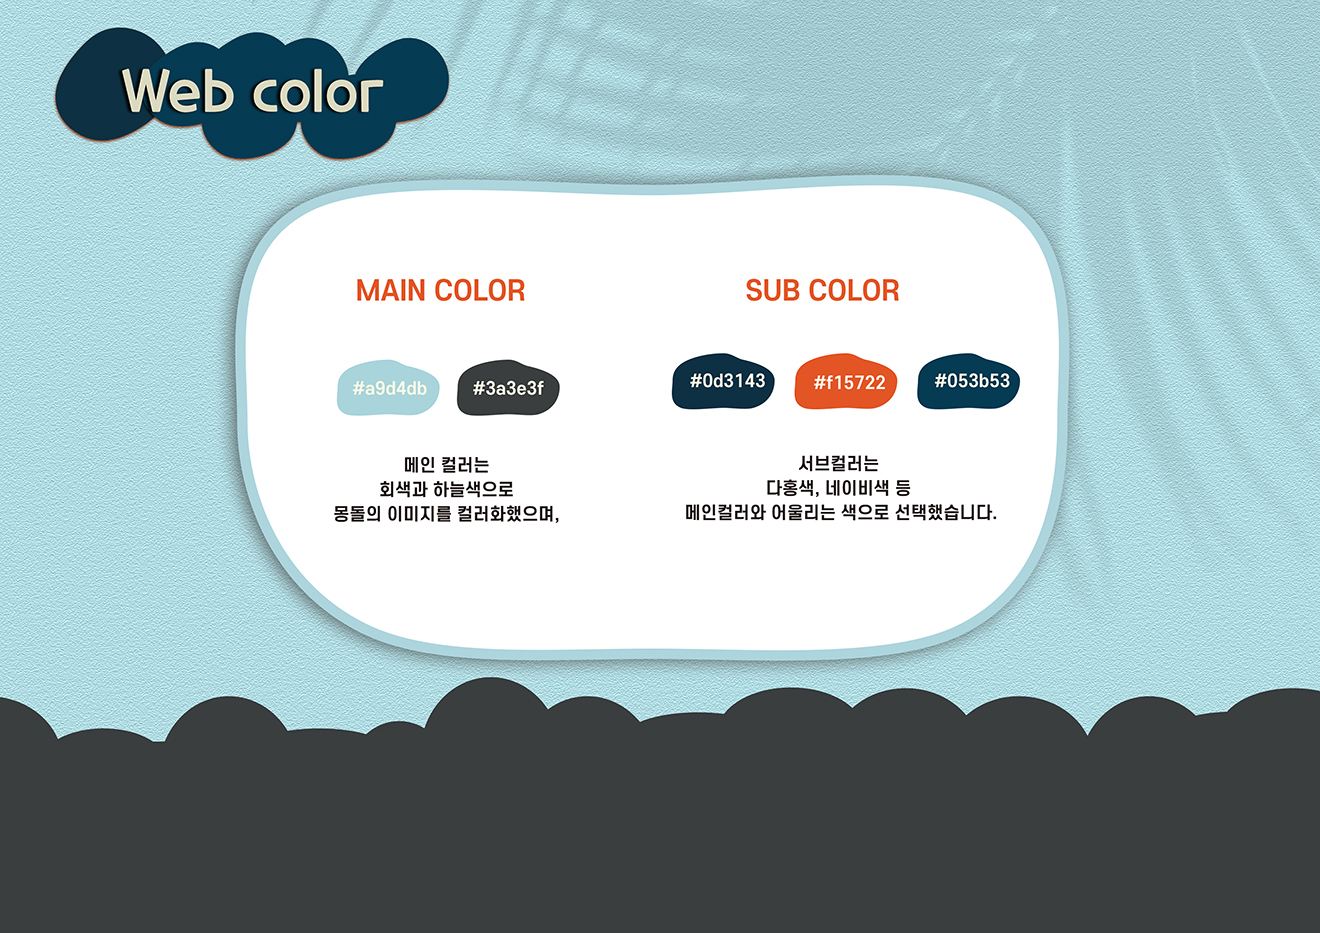 Web color
MAIN COLOR
#a9d4db
#3a3e3f
메인 컬러는
회색과 하늘색으로
몽돌의 이미지를 컬러화했으며,
SUB COLOR
#0d3143
#f15722
#053b53
서브컬러는
다홍색, 네이비색 등
메인컬러와 어울리는 색으로 선택했습니다.